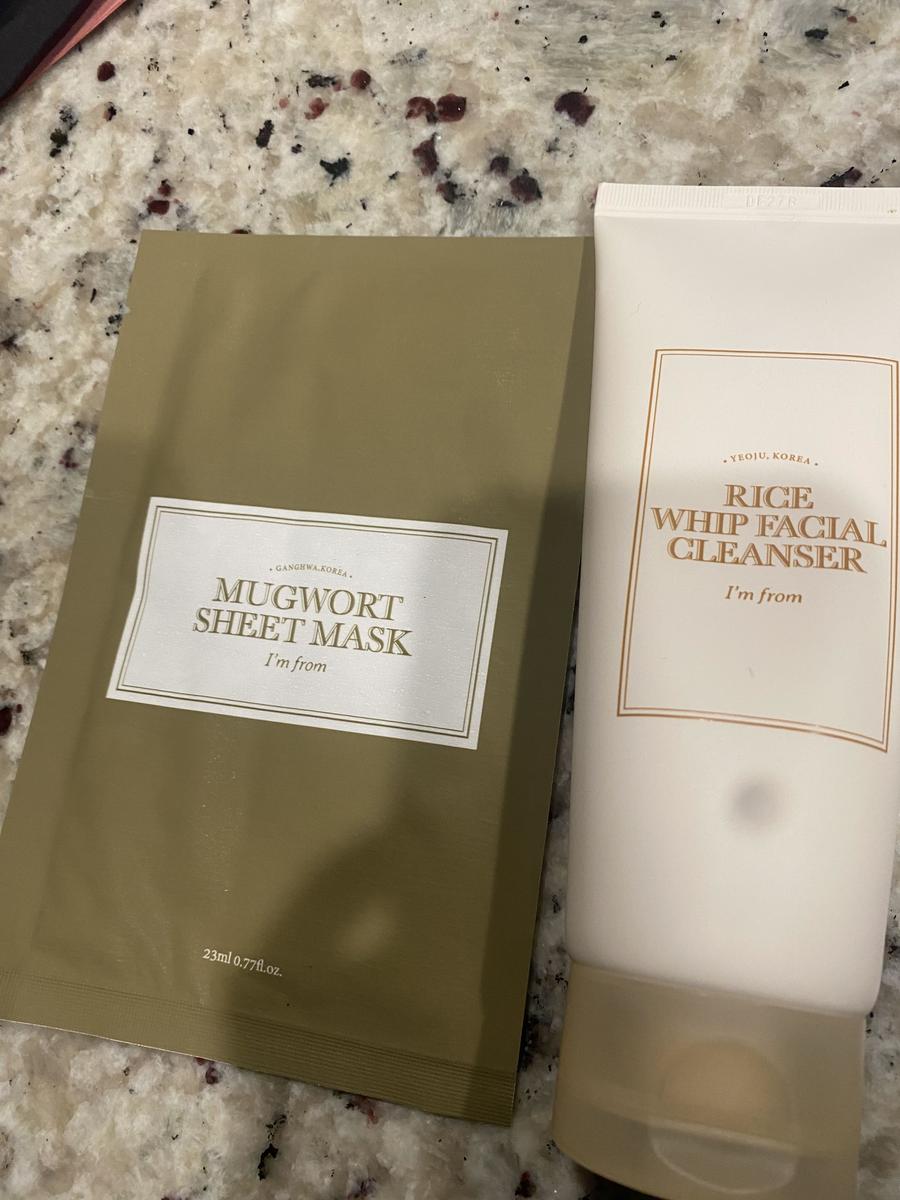 · GANGHWA.KOREA ·
MUGWORT
SHEET MASK
I'm from
23ml 0.77fl.oz.
· YEOJU, KOREA ·
RICE
WHIP FACIAL
CLEANSER
I'm from